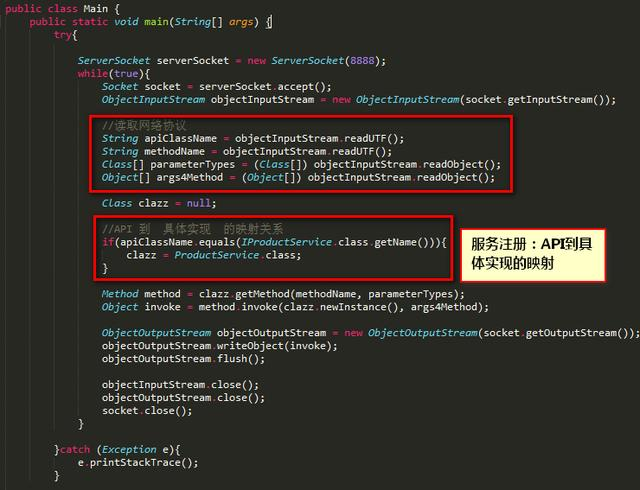 public class Main {
public static void main(String[] args) {
try{
ServerSocket serverSocket = new ServerSocket(8888);
while(true){
Socket socket = serverSocket.accept();
ObjectInputStream objectInputStream = new ObjectInputStream(socket.getInputStream());
//读取网络协议
String apiClassName = objectInputStream.readUTF();
String methodName = objectInputStream.readUTF();
Class[] parameterTypes = (Class[]) objectInputStream.readObject();
Object[] args4Method = (Object[]) objectInputStream.readObject();
Class clazz = null;
//API 到 具体实现 的映射关系
if(apiClassName.equals(IProductService.class.getName())){
clazz = ProductService.class;
}
服务注册：API到具
体实现的映射
Method method = clazz.getMethod(methodName, parameterTypes);
Object invoke = method.invoke(clazz.newInstance(), args4Method);
ObjectOutputStream objectOutputStream = new ObjectOutputStream(socket.getOutputStream());
objectOutputStream.writeObject(invoke);
objectOutputStream.flush();
objectInputStream.close();
objectOutputStream.close();
socket.close();
}
}catch (Exception e){
e.printStackTrace();
}